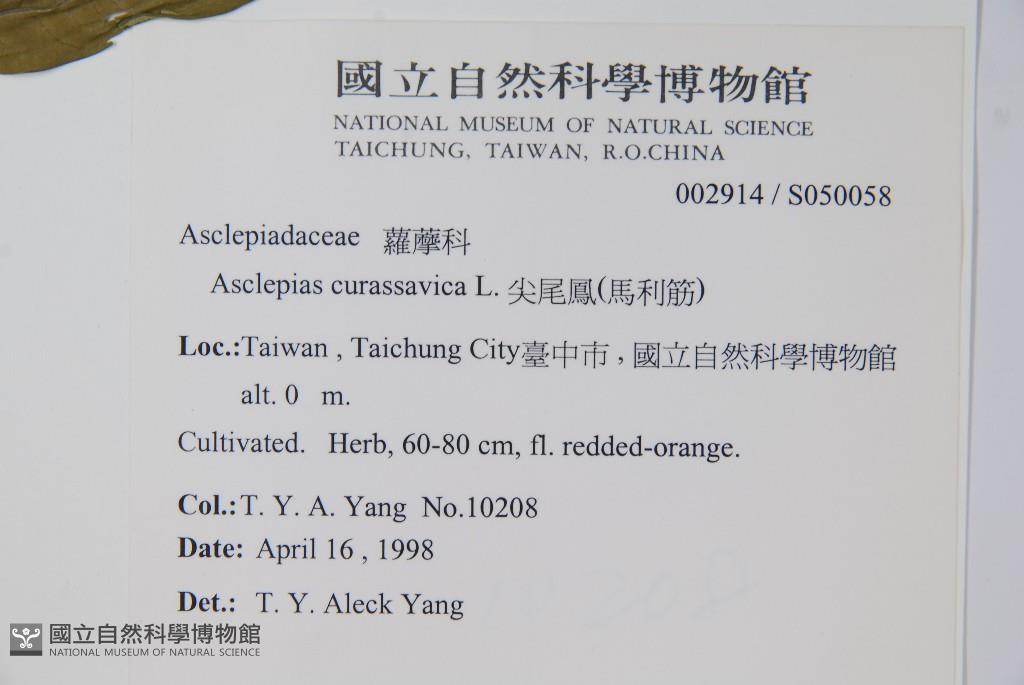 國立自然科學博物館
NATIONAL MUSEUM OF NATURAL SCIENCE
TAICHUNG, TAIWAN, R.O.CHINA
002914 / S050058
Asclepiadaceae 蘿藦科
Asclepias curassavica L. 尖尾鳳(馬利筋)
Loc.:Taiwan , Taichung City臺中市 , 國立自然科學博物館
alt. 0 m.
Cultivated. Herb, 60-80 cm, fl. redded-orange.
Col.:T. Y. A. Yang No.10208
Date: April 16 , 1998
Det.: T. Y. Aleck Yang
國立自然科學博物館
NATIONAL MUSEUM OF NATURAL SCIENCE